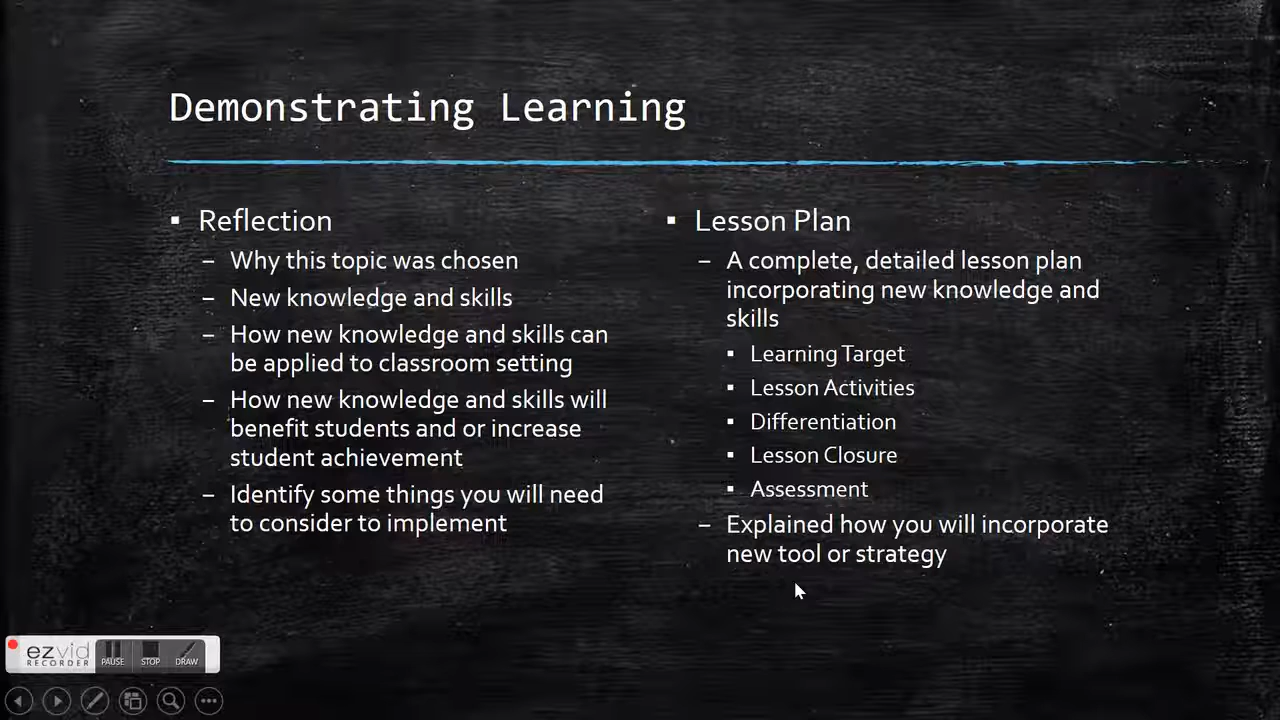 Demonstrating Learning
▪ Reflection
– Why this topic was chosen
– New knowledge and skills
– How new knowledge and skills can
be applied to classroom setting
– How new knowledge and skills will
benefit students and or increase
student achievement
– Identify some things you will need
to consider to implement
▪ Lesson Plan
– A complete, detailed lesson plan
incorporating new knowledge and
skills
▪ Learning Target
▪ Lesson Activities
▪ Differentiation
▪ Lesson Closure
▪ Assessment
– Explained how you will incorporate
new tool or strategy
ezvid
RECORDER
PAUSE
STOP
DRAW